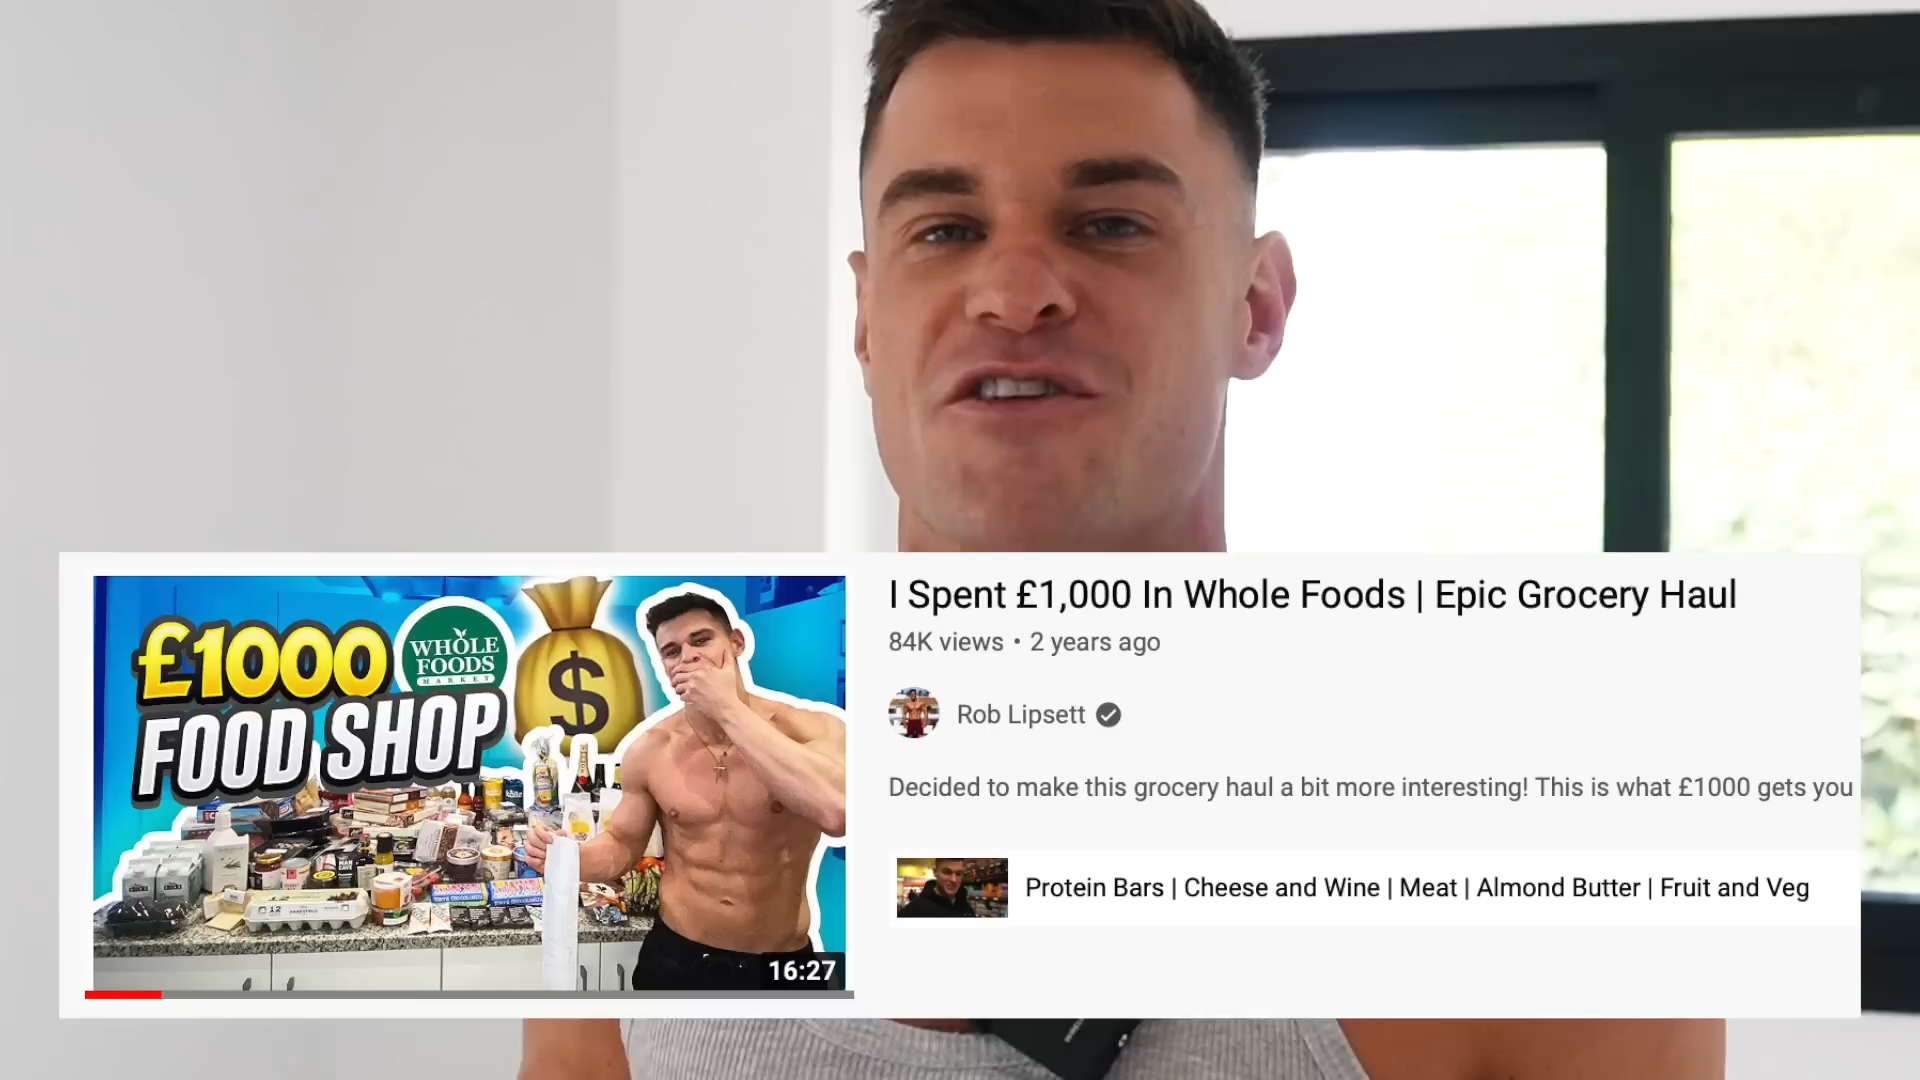 £1000
WHOLE
FOODS
MARKET
FOOD SHOP
$
12
16:27
I Spent £1,000 In Whole Foods | Epic Grocery Haul
84K views • 2 years ago
Rob Lipsett
Decided to make this grocery haul a bit more interesting! This is what £1000 gets you
Protein Bars | Cheese and Wine | Meat | Almond Butter | Fruit and Veg